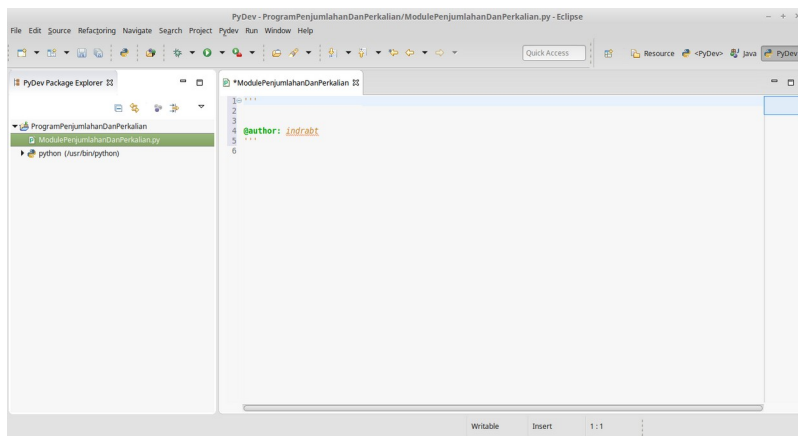 PyDev - ProgramPenjumlahanDanPerkalian/ModulePenjumlahanDanPerkalian.py - Eclipse
File Edit Source Refactoring Navigate Search Project Pydev Run Window Help
Quick Access
Resource <PyDev> Java PyDev
PyDev Package Explorer
*ModulePenjumlahanDanPerkalian
ProgramPenjumlahanDanPerkalian
ModulePenjumlahanDanPerkalian.py
python (/usr/bin/python)
1 '''
2
3
4 @author: indrabt
5 '''
6
Writable Insert 1 : 1